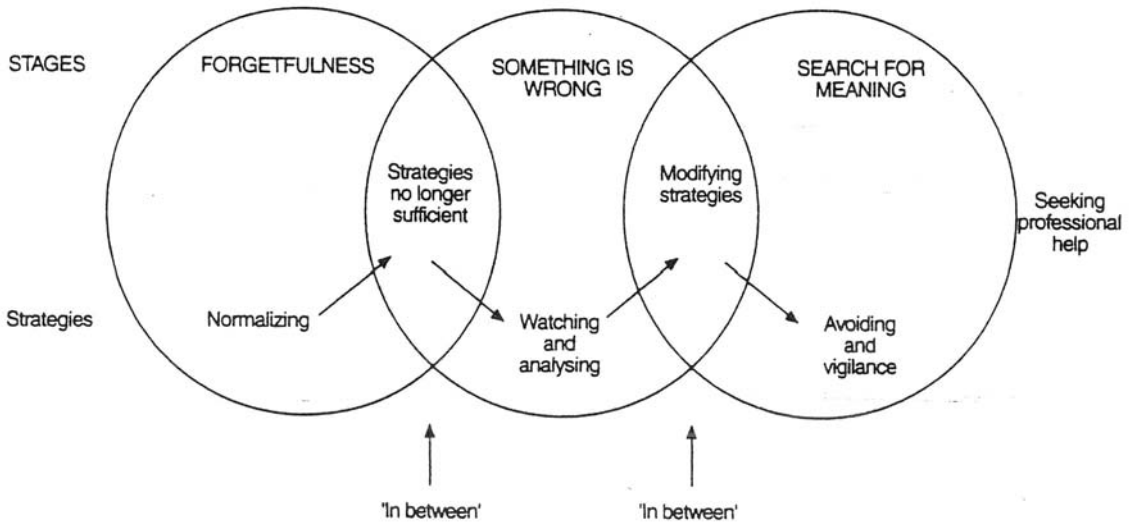 STAGES
FORGETFULNESS
SOMETHING IS
WRONG
SEARCH FOR
MEANING
Strategies
no longer
sufficient
Modifying
strategies
Seeking
professional
help
Strategies
Normalizing
Watching
and
analysing
Avoiding
and
vigilance
'In between'
'In between'